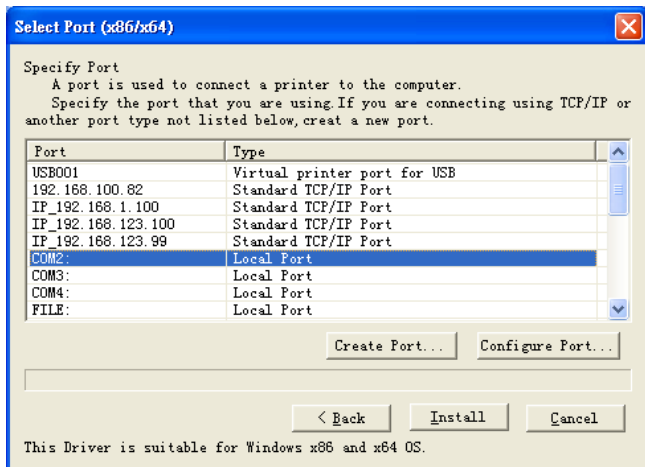 Select Port (x86/x64)
Specify Port
A port is used to connect a printer to the computer.
Specify the port that you are using.If you are connecting using TCP/IP or
another port type not listed below,creat a new port.
Port Type
USB001 Virtual printer port for USB
192.168.100.82 Standard TCP/IP Port
IP_192.168.1.100 Standard TCP/IP Port
IP_192.168.123.100 Standard TCP/IP Port
IP_192.168.123.99 Standard TCP/IP Port
COM2: Local Port
COM3: Local Port
COM4: Local Port
FILE: Local Port
Create Port... Configure Port...
< Back Install Cancel
This Driver is suitable for Windows x86 and x64 OS.